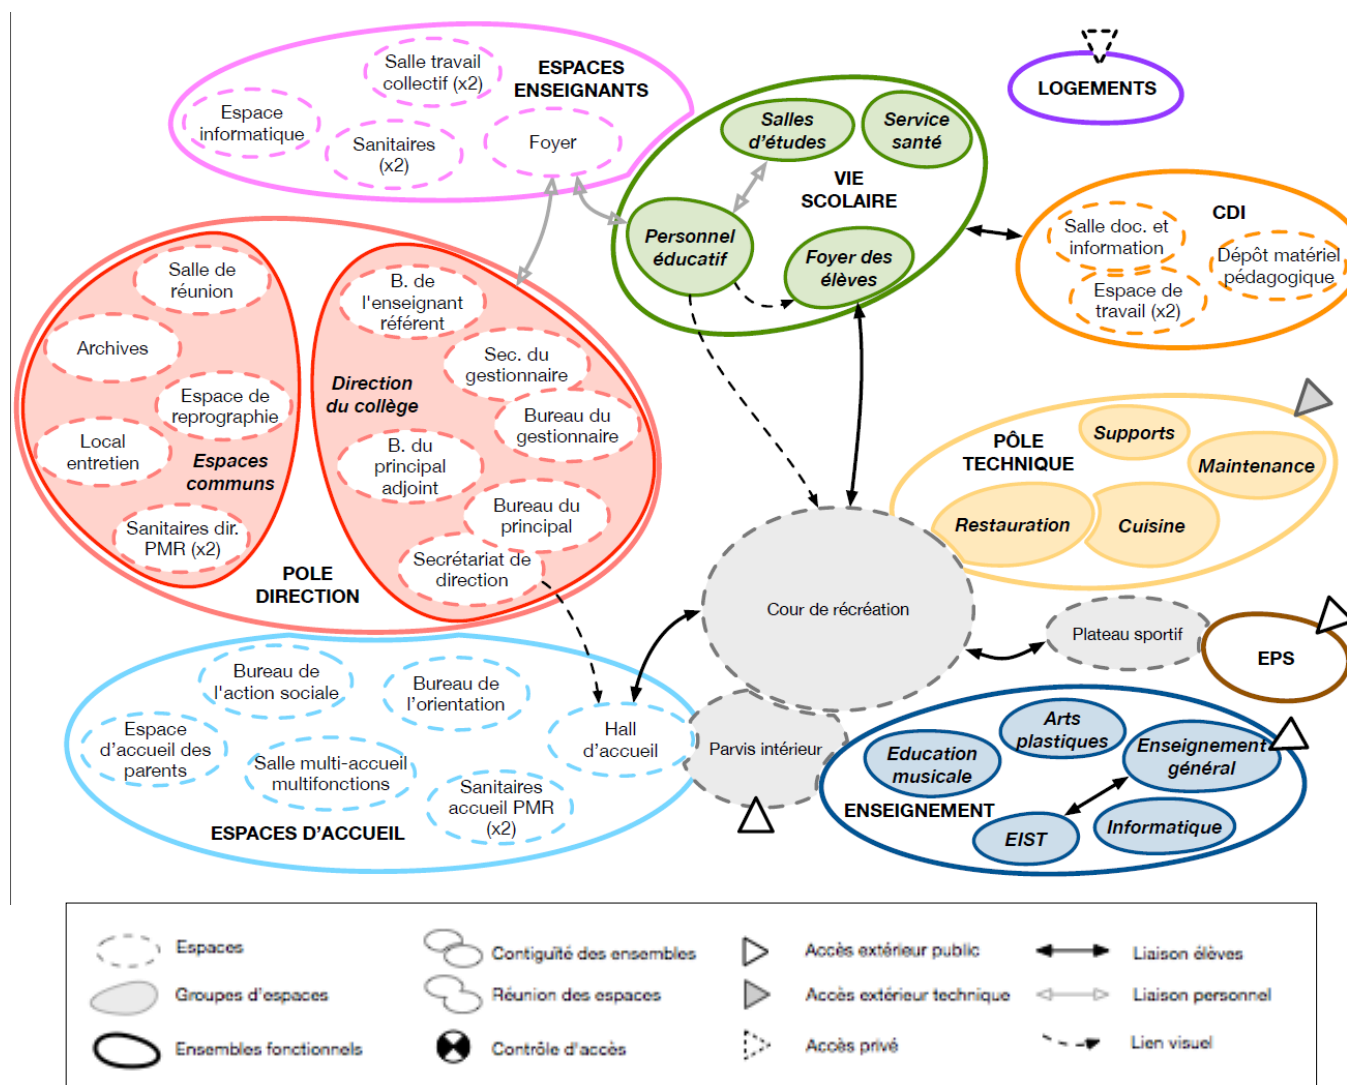 Salle travail
collectif (x2)
ESPACES
ENSEIGNANTS
Espace
informatique
Sanitaires
(x2)
Foyer
LOGEMENTS
Salles
d'études
Service
santé
VIE
SCOLAIRE
Personnel
éducatif
Foyer des
élèves
CDI
Salle doc. et
information
Dépôt matériel
pédagogique
Espace de
travail (x2)
Salle de
réunion
Archives
Espace de
reprographie
Local
entretien
Espaces
communs
Sanitaires dir.
PMR (x2)
B. de
l'enseignant
référent
Sec. du
gestionnaire
Direction
du collège
Bureau du
gestionnaire
B. du
principal
adjoint
Bureau du
principal
Secrétariat de
direction
POLE
DIRECTION
PÔLE
TECHNIQUE
Supports
Maintenance
Restauration
Cuisine
Cour de récréation
Plateau sportif
EPS
Bureau de
l'action sociale
Bureau de
l'orientation
Espace
d'accueil des
parents
Salle multi-accueil
multifonctions
Hall
d'accueil
Sanitaires
accueil PMR
(x2)
ESPACES D'ACCUEIL
Parvis intérieur
Arts
plastiques
Education
musicale
Enseignement
général
ENSEIGNEMENT
EIST
Informatique
Espaces
Groupes d'espaces
Ensembles fonctionnels
Contiguïté des ensembles
Réunion des espaces
Contrôle d'accès
Accès extérieur public
Accès extérieur technique
Accès privé
Liaison élèves
Liaison personnel
Lien visuel